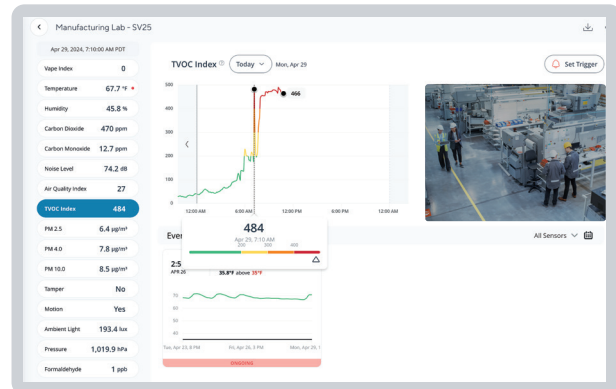 Manufacturing Lab - SV25
Apr 29, 2024, 7:10:00 AM PDT
Vape Index 0
Temperature 67.7 °F
Humidity 45.8 %
Carbon Dioxide 470 ppm
Carbon Monoxide 12.7 ppm
Noise Level 74.2 dB
Air Quality Index 27
TVOC Index 484
PM 2.5 6.4 µg/m³
PM 4.0 7.8 µg/m³
PM 10.0 8.5 µg/m³
Tamper No
Motion Yes
Ambient Light 193.4 lux
Pressure 1,019.9 hPa
Formaldehyde 1 ppb
TVOC Index Today Mon, Apr 29
Set Trigger
500
400
300
200
100
0
466
12:00 AM 6:00 AM 12:00 PM 6:00 PM 12:00 AM
484
Apr 29, 7:10 AM
200 300 400
Eve
All Sensors
2:5
APR 26
35.8°F above 35°F
70
60
50
40
Tue, Apr 23, 8 PM Fri, Apr 26, 3 PM Mon, Apr 29, 1
ONGOING